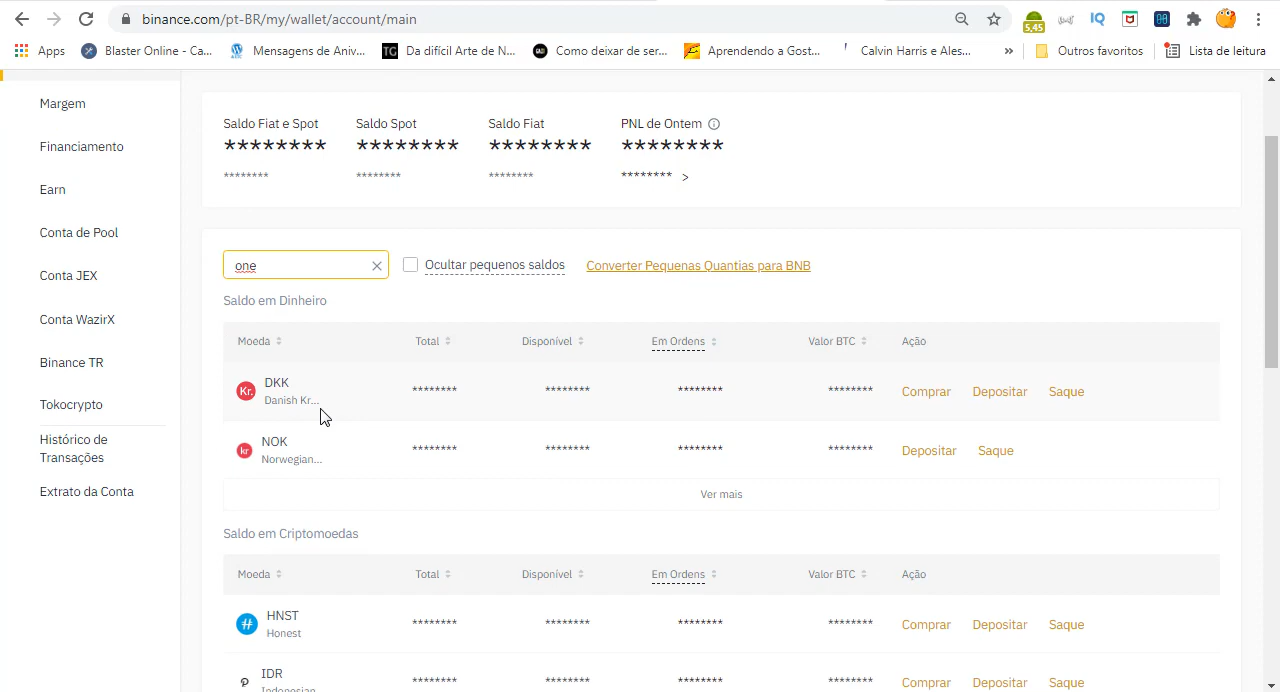 binance.com/pt-BR/my/wallet/account/main
5,45
IQ
Apps
Blaster Online - Ca...
Mensagens de Aniv...
TG
Da difícil Arte de N...
Como deixar de ser...
Aprendendo a Gost...
Calvin Harris e Ales...
»
Outros favoritos
Lista de leitura
Margem
Financiamento
Earn
Conta de Pool
Conta JEX
Conta WazirX
Binance TR
Tokocrypto
Histórico de
Transações
Extrato da Conta
Saldo Fiat e Spot Saldo Spot Saldo Fiat PNL de Ontem
******** ******** ******** ********
******** ******** ******** ******** >
one
Ocultar pequenos saldos
Converter Pequenas Quantias para BNB
Saldo em Dinheiro
Moeda Total Disponível Em Ordens Valor BTC Ação
Kr. DKK ******** ******** ******** ******** Comprar Depositar Saque
Danish Kr...
kr NOK ******** ******** ******** ******** Depositar Saque
Norwegian...
Ver mais
Saldo em Criptomoedas
Moeda Total Disponível Em Ordens Valor BTC Ação
# HNST ******** ******** ******** ******** Comprar Depositar Saque
Honest
IDR ******** ******** ******** ******** Comprar Depositar Saque
Indonesian